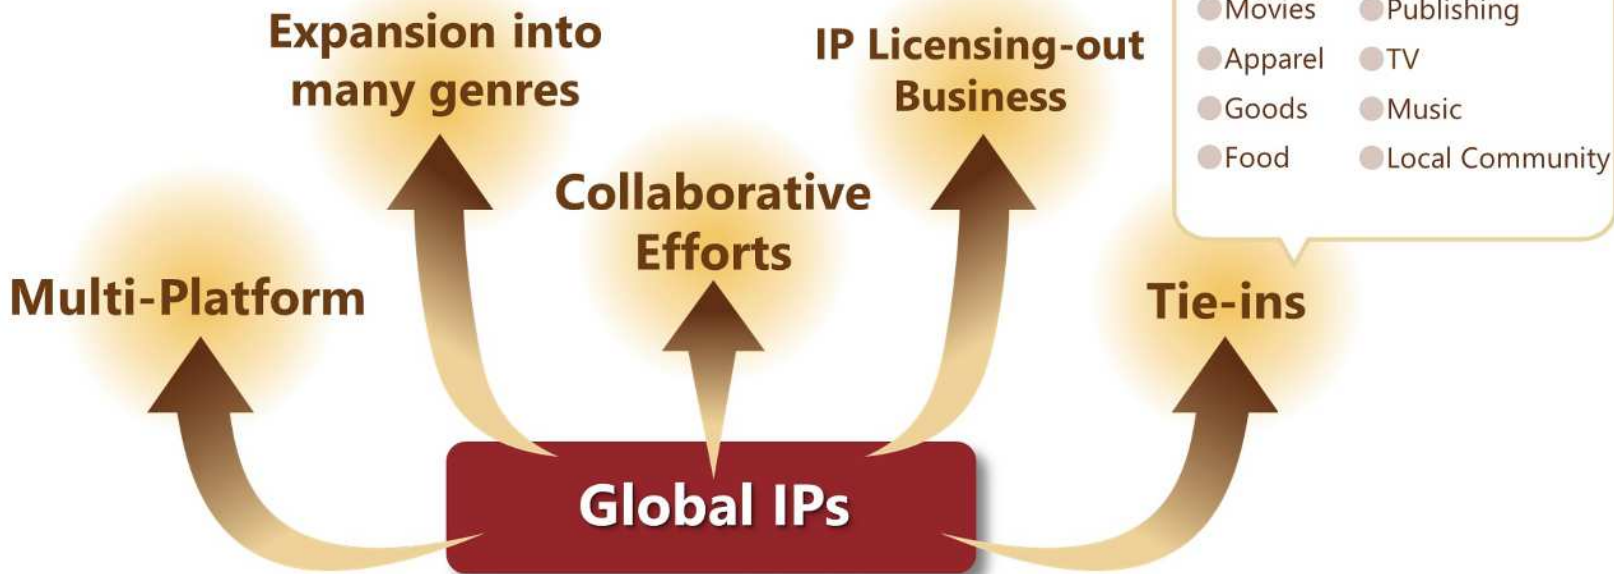 Expansion into
many genres
IP Licensing-out
Business
Movies
Publishing
Apparel
TV
Goods
Music
Food
Local Community
Collaborative
Efforts
Multi-Platform
Tie-ins
Global IPs